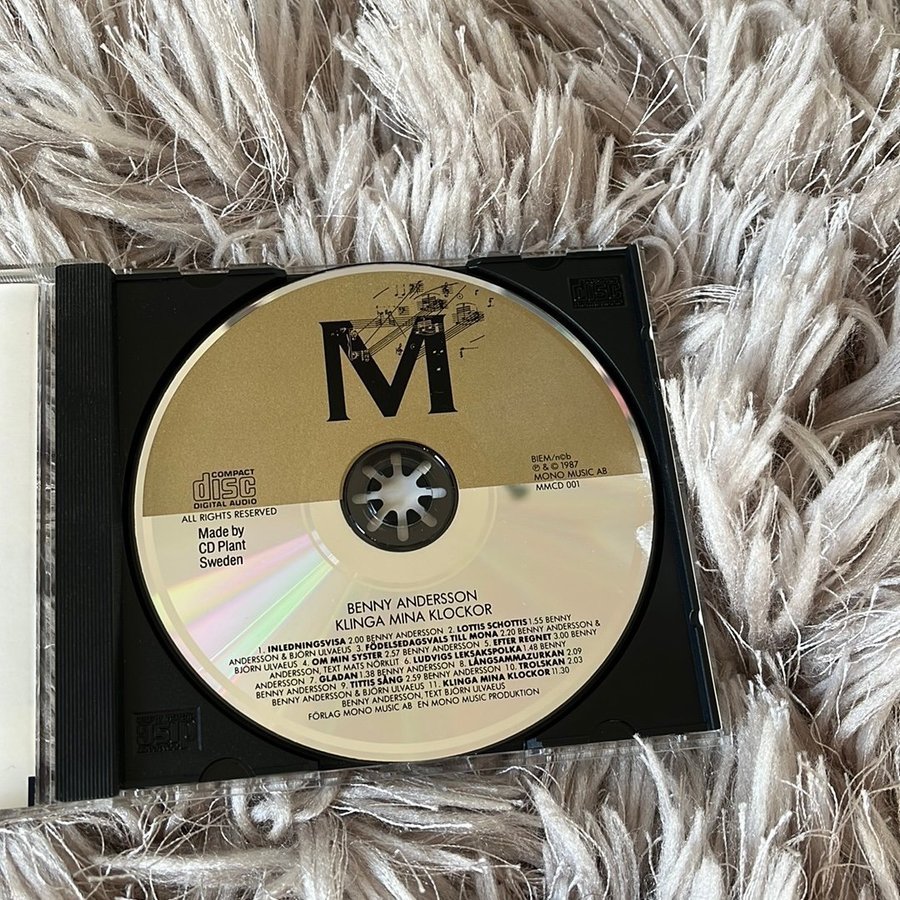 M
COMPACT
disc
DIGITAL AUDIO
ALL RIGHTS RESERVED
Made by
CD Plant
Sweden
BIEM/n©b
℗ & © 1987
MONO MUSIC AB
MMCD 001
BENNY ANDERSSON
KLINGA MINA KLOCKOR
1. INLEDNINGSVISA 2.00 BENNY ANDERSSON 2. LOTTIS SCHOTTIS 1.55 BENNY
ANDERSSON & BJÖRN ULVAEUS 3. FÖDELSEDAGSVALS TILL MONA 2.20 BENNY ANDERSSON &
BJÖRN ULVAEUS 4. OM MIN SYSTER 2.57 BENNY ANDERSSON 5. EFTER REGNET 3.00 BENNY
ANDERSSON, TEXT MATS NÖRKLIT 6. LUDVIGS LEKSAKSPOLKA 1.48 BENNY
ANDERSSON 7. GLADAN 1.38 BENNY ANDERSSON 8. LÅNGSAMMAZURKAN 2.09
BENNY ANDERSSON 9. TITTIS SÅNG 2.59 BENNY ANDERSSON 10. TROLSKAN 2.03
BENNY ANDERSSON & BJÖRN ULVAEUS 11. KLINGA MINA KLOCKOR 11.30
BENNY ANDERSSON, TEXT BJÖRN ULVAEUS
FÖRLAG MONO MUSIC AB EN MONO MUSIC PRODUKTION